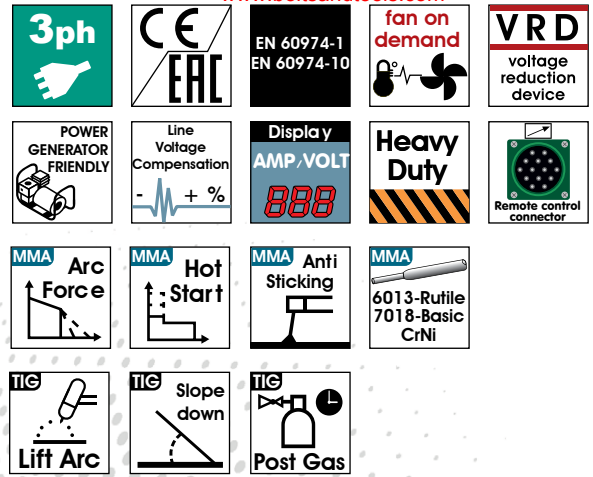 3ph
CE
EAC
EN 60974-1
EN 60974-10
fan on
demand
VRD
voltage
reduction
device
POWER
GENERATOR
FRIENDLY
Line
Voltage
Compensation
- + %
Display
AMP/VOLT
888
Heavy
Duty
Remote control
connector
MMA
Arc
Force
MMA
Hot
Start
MMA
Anti
Sticking
MMA
6013-Rutile
7018-Basic
CrNi
TIG
Lift Arc
TIG
Slope
down
TIG
Post Gas